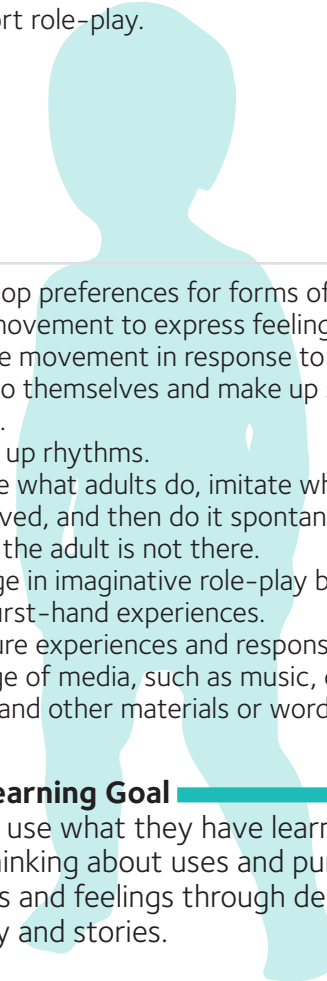 rt role-play.
op preferences for forms of
movement to express feeling
e movement in response to
o themselves and make up
.
up rhythms.
e what adults do, imitate wh
ved, and then do it spontan
the adult is not there.
ge in imaginative role-play b
irst-hand experiences.
ure experiences and respons
ge of media, such as music,
and other materials or word
earning Goal
use what they have learn
hinking about uses and pur
s and feelings through de
y and stories.